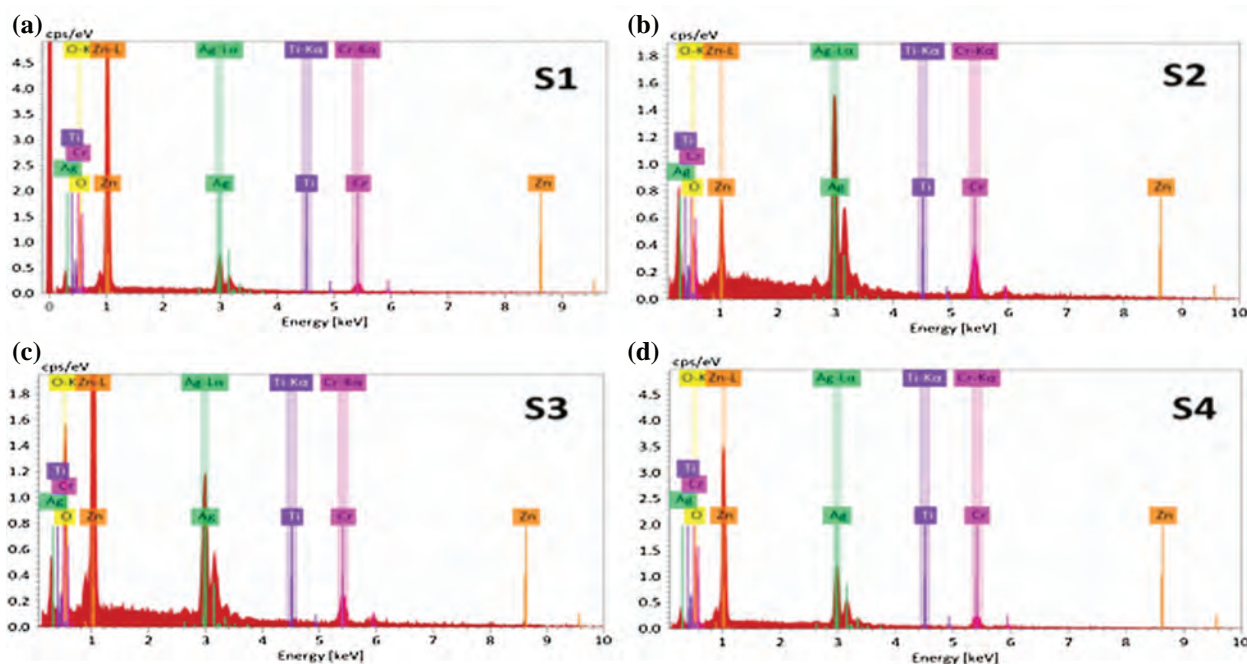 (a)
cps/eV
O-K Zn-L Ag-Lα Ti-Kα Cr-Kα
S1
4.5
4.0
3.5
3.0
2.5
2.0
1.5
1.0
0.5
0.0
Ti
Cr
Ag
O Zn Ag Ti Cr Zn
0 1 2 3 4 5 6 7 8 9
Energy [keV]
(b)
cps/eV
O-K Zn-L Ag-Lα Ti-Kα Cr-Kα
S2
1.8
1.6
1.4
1.2
1.0
0.8
0.6
0.4
0.2
0.0
Ti
Cr
Ag
O Zn Ag Ti Cr Zn
1 2 3 4 5 6 7 8 9 10
Energy [keV]
(c)
cps/eV
O-K Zn-L Ag-Lα Ti-Kα Cr-Kα
S3
1.8
1.6
1.4
1.2
1.0
0.8
0.6
0.4
0.2
0.0
Ti
Cr
Ag
O Zn Ag Ti Cr Zn
1 2 3 4 5 6 7 8 9 10
Energy [keV]
(d)
cps/eV
O-K Zn-L Ag-Lα Ti-Kα Cr-Kα
S4
4.5
4.0
3.5
3.0
2.5
2.0
1.5
1.0
0.5
0.0
Ti
Cr
Ag
O Zn Ag Ti Cr Zn
1 2 3 4 5 6 7 8 9 10
Energy [keV]